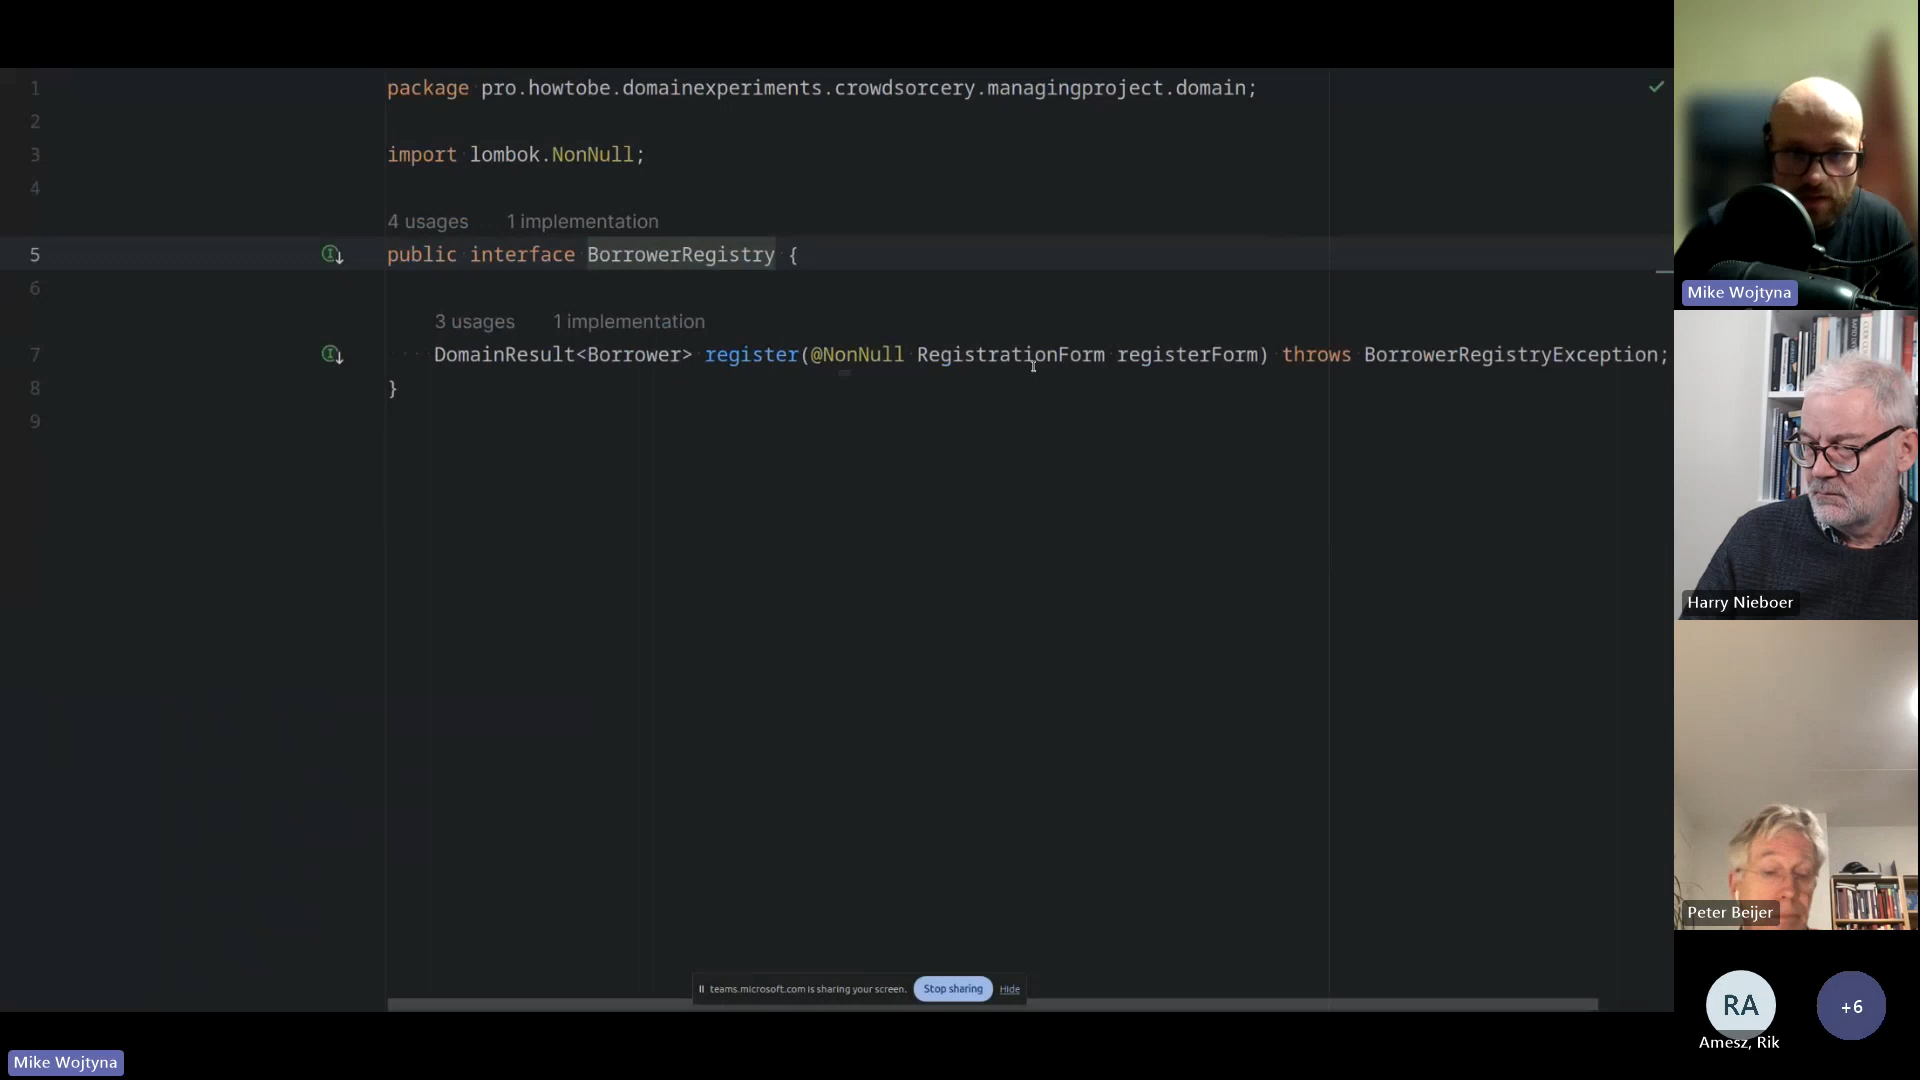 1 package pro.howtobe.domainexperiments.crowdsorcery.managingproject.domain;
2
3 import lombok.NonNull;
4
4 usages 1 implementation
5 public interface BorrowerRegistry {
6
3 usages 1 implementation
7 DomainResult<Borrower> register(@NonNull RegistrationForm registerForm) throws BorrowerRegistryException;
8 }
9
teams.microsoft.com is sharing your screen. Stop sharing Hide
Mike Wojtyna
Mike Wojtyna
Harry Nieboer
Peter Beijer
RA +6
Amesz, Rik